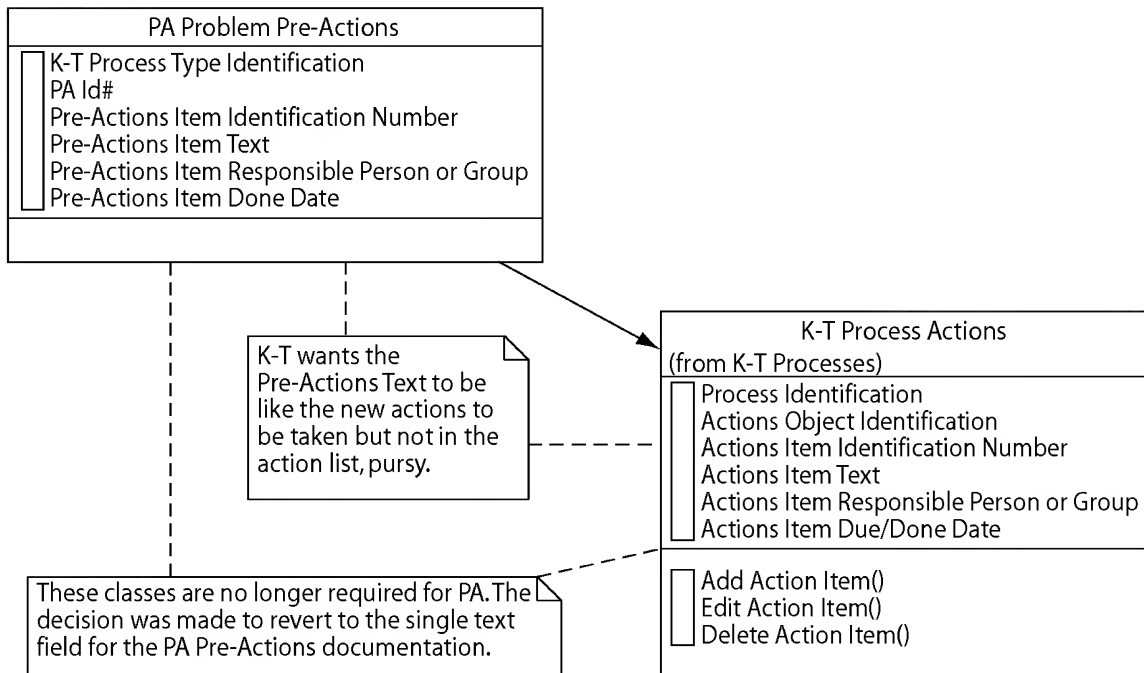 PA Problem Pre-Actions
K-T Process Type Identification
PA Id#
Pre-Actions Item Identification Number
Pre-Actions Item Text
Pre-Actions Item Responsible Person or Group
Pre-Actions Item Done Date
K-T wants the
Pre-Actions Text to be
like the new actions to
be taken but not in the
action list, pursy.
K-T Process Actions
(from K-T Processes)
Process Identification
Actions Object Identification
Actions Item Identification Number
Actions Item Text
Actions Item Responsible Person or Group
Actions Item Due/Done Date
Add Action Item()
Edit Action Item()
Delete Action Item()
These classes are no longer required for PA. The
decision was made to revert to the single text
field for the PA Pre-Actions documentation.